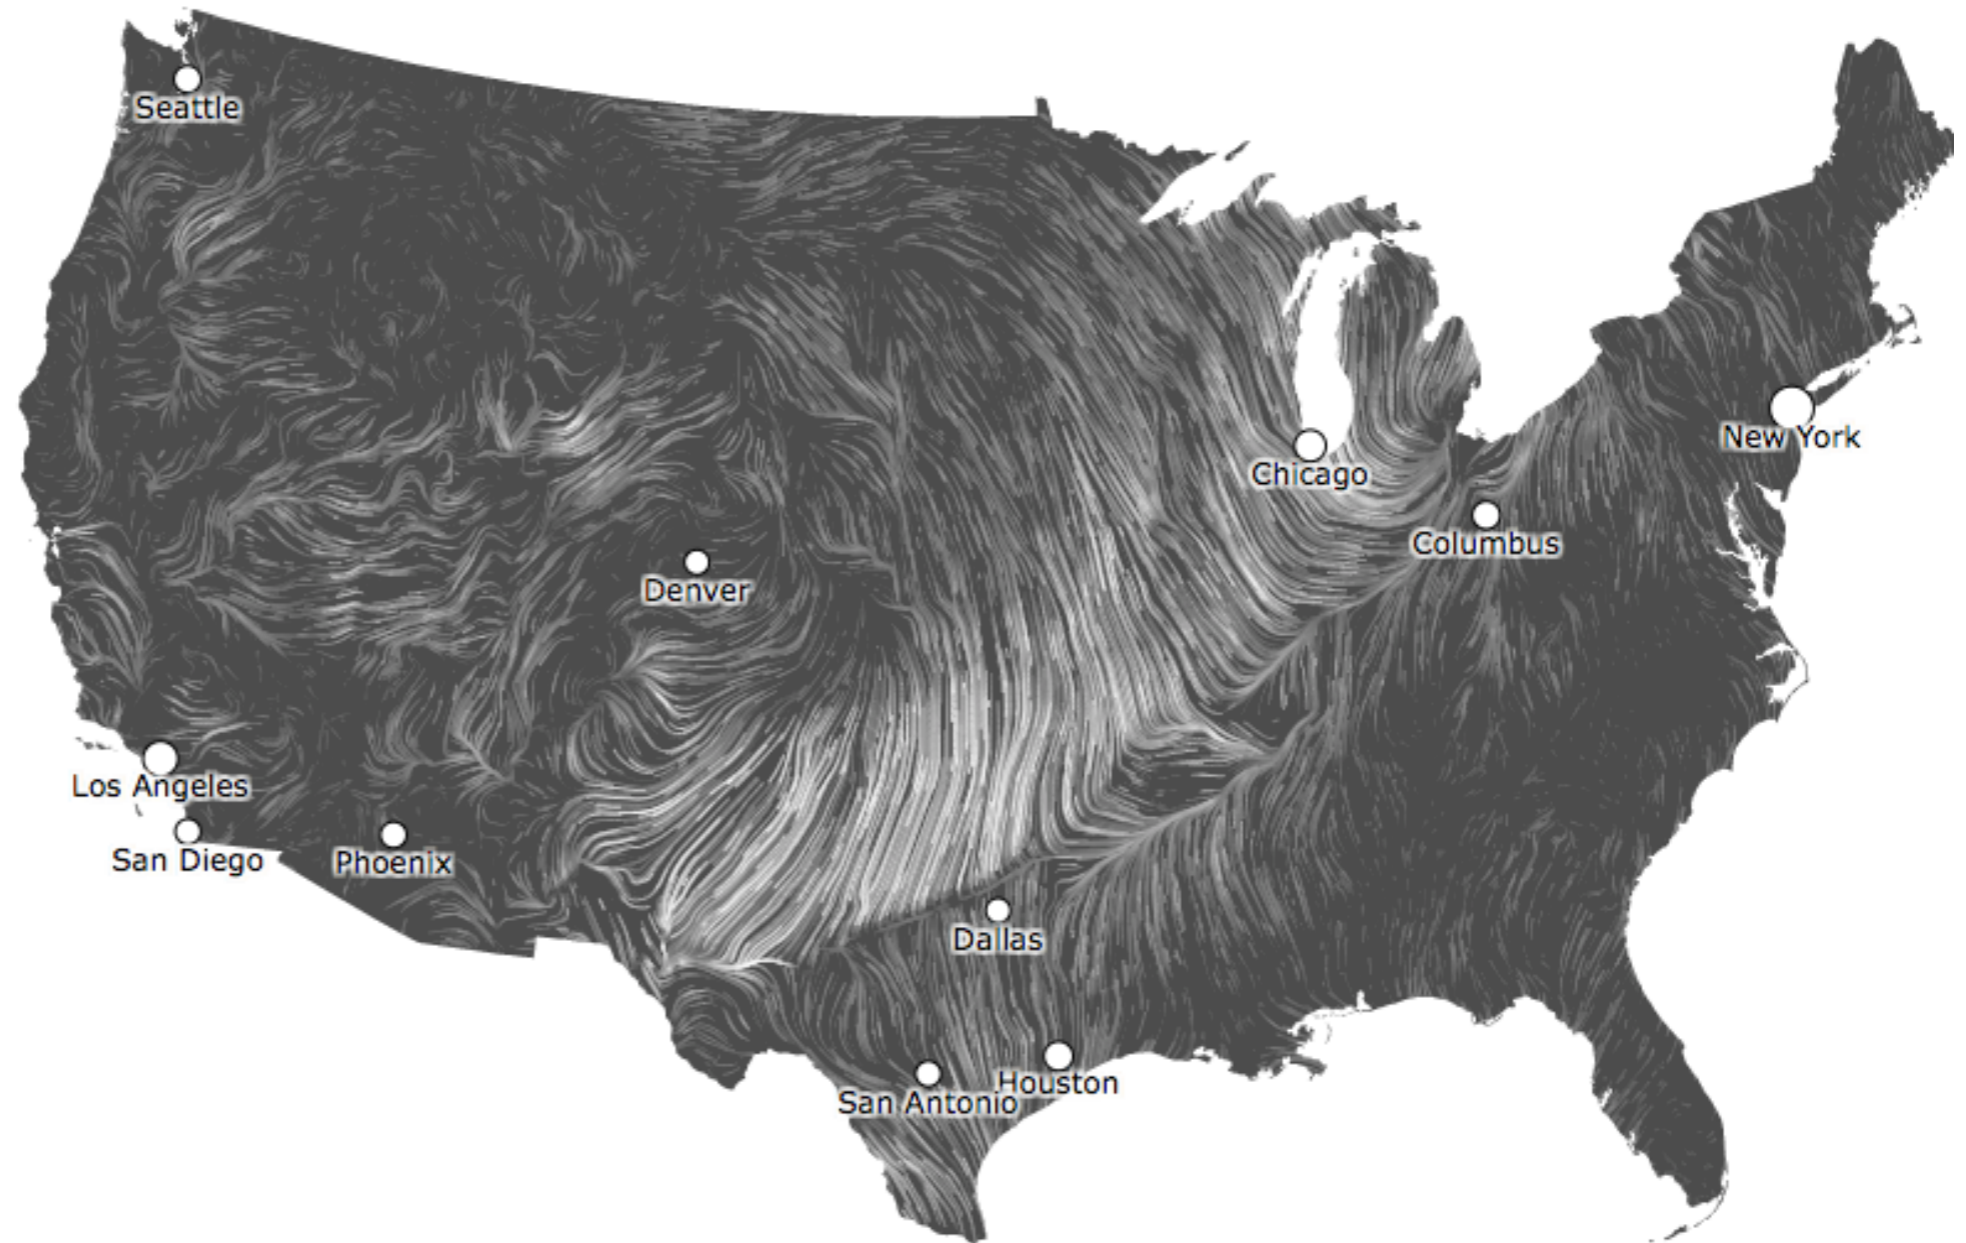 Seattle
New York
Chicago
Columbus
Denver
Los Angeles
San Diego
Phoenix
Dallas
Houston
San Antonio